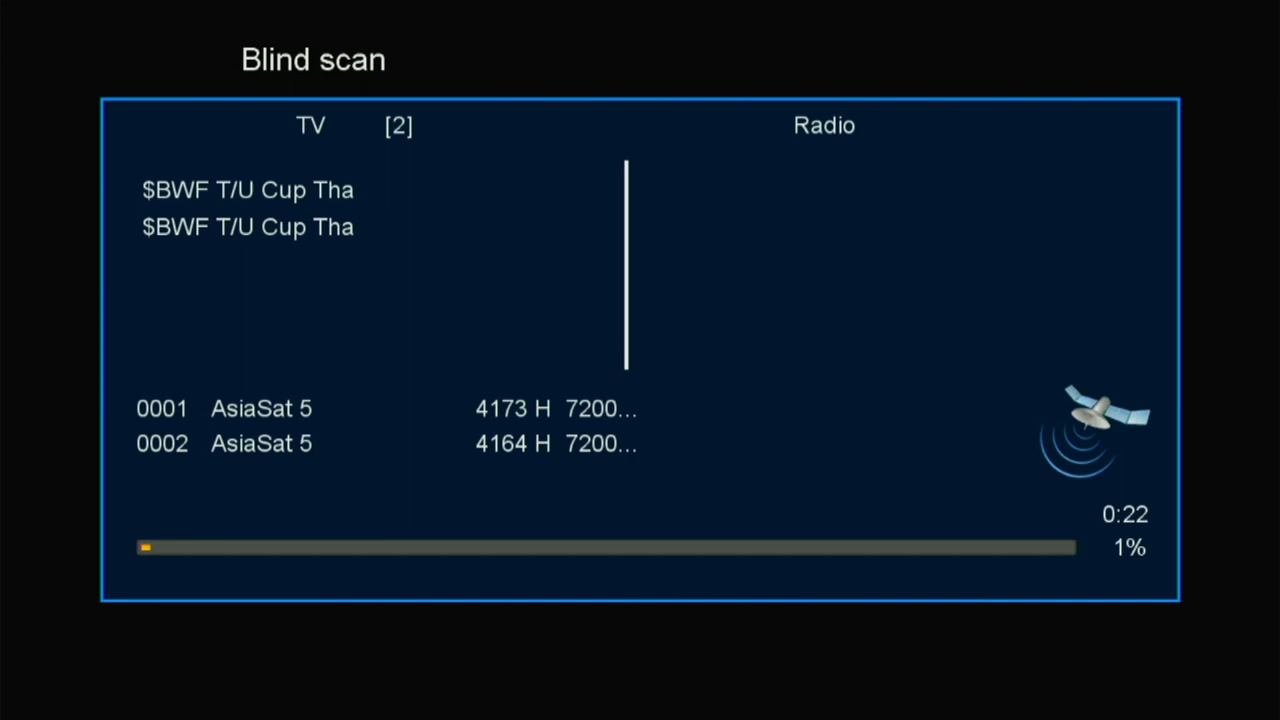 Blind scan
TV [2] Radio
$BWF T/U Cup Tha
$BWF T/U Cup Tha
0001 AsiaSat 5 4173 H 7200...
0002 AsiaSat 5 4164 H 7200...
0:22
1%